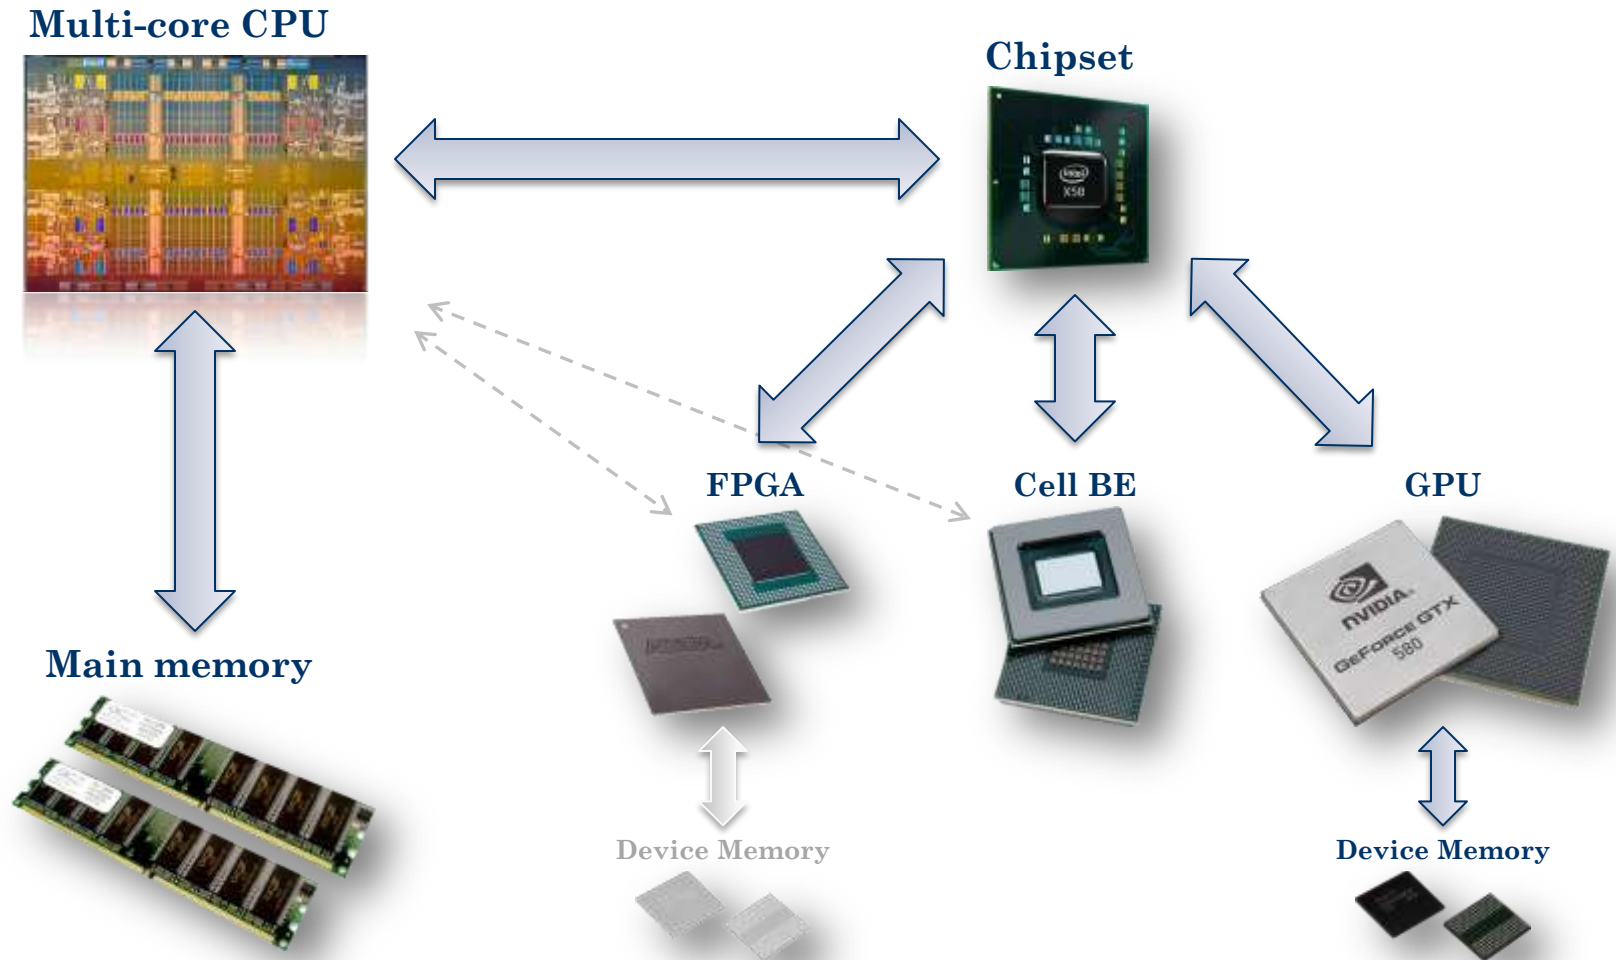 Multi-core CPU
Chipset
intel
X58
FPGA
Cell BE
GPU
NVIDIA.
GEFORCE GTX
580
Main memory
Device Memory
Device Memory